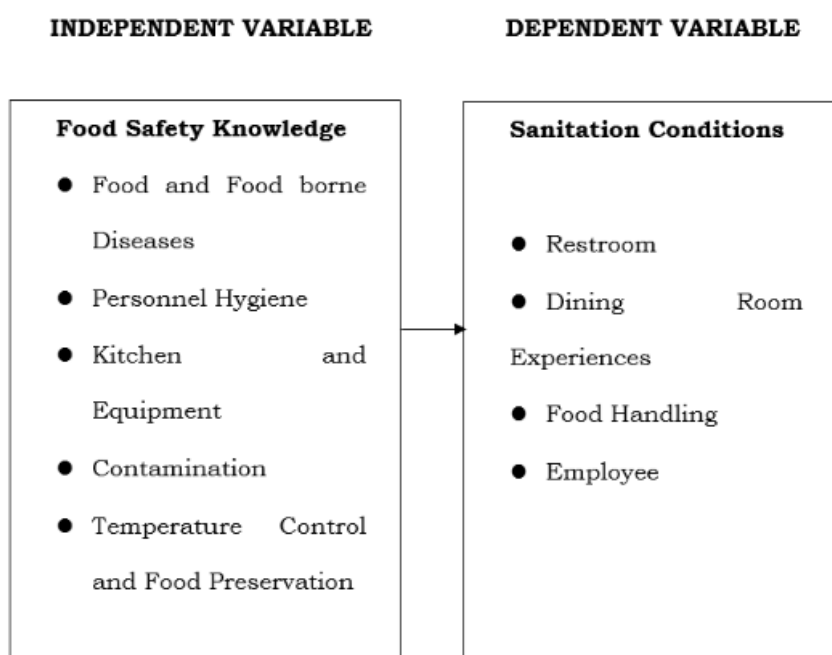 INDEPENDENT VARIABLE
DEPENDENT VARIABLE
Food Safety Knowledge
● Food and Food borne
Diseases
● Personnel Hygiene
● Kitchen and
Equipment
● Contamination
● Temperature Control
and Food Preservation
Sanitation Conditions
● Restroom
● Dining Room
Experiences
● Food Handling
● Employee